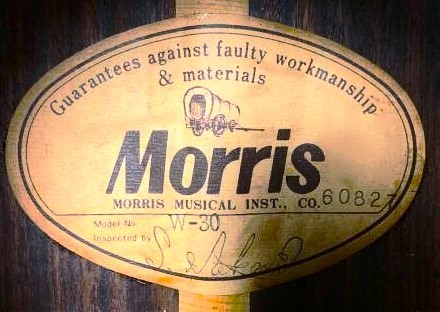 Guarantees against faulty workmanship
& materials
Morris
MORRIS MUSICAL INST., CO. 60827
Model No. W-30
Inspected by